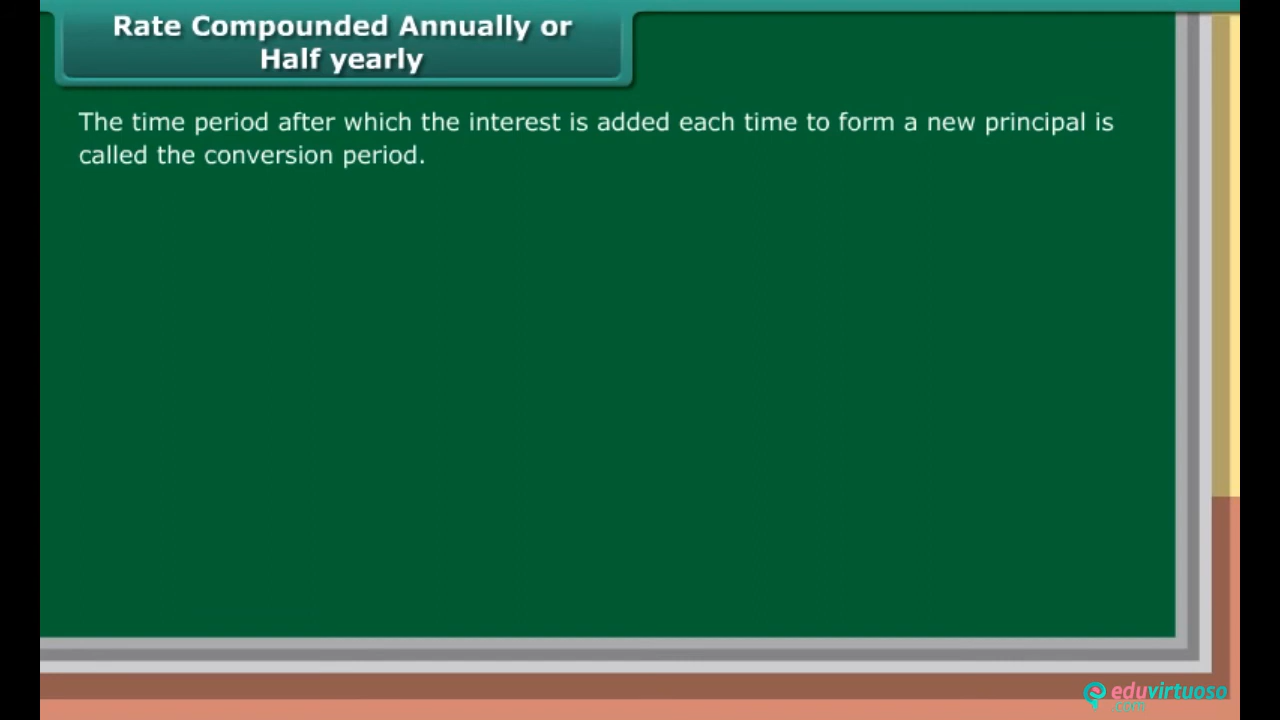 Rate Compounded Annually or
Half yearly
The time period after which the interest is added each time to form a new principal is
called the conversion period.
eduvirtuoso
.com